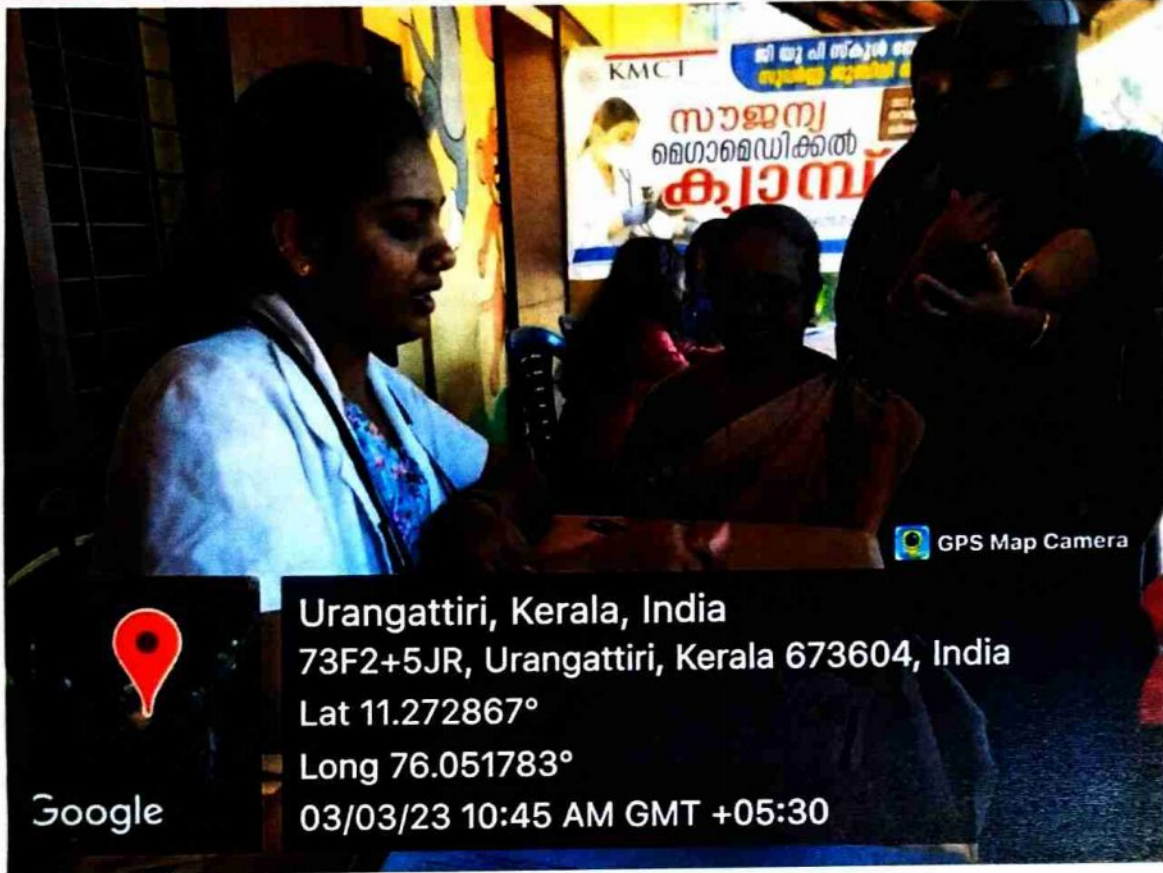 KMCT
ജി യു പി സ്കൂൾ
സുവർണ്ണ ജൂബിലി
സൗജന്യ
മെഗാമെഡിക്കൽ
ക്യാമ്പ്
GPS Map Camera
Urangattiri, Kerala, India
73F2+5JR, Urangattiri, Kerala 673604, India
Lat 11.272867°
Long 76.051783°
03/03/23 10:45 AM GMT +05:30
Google